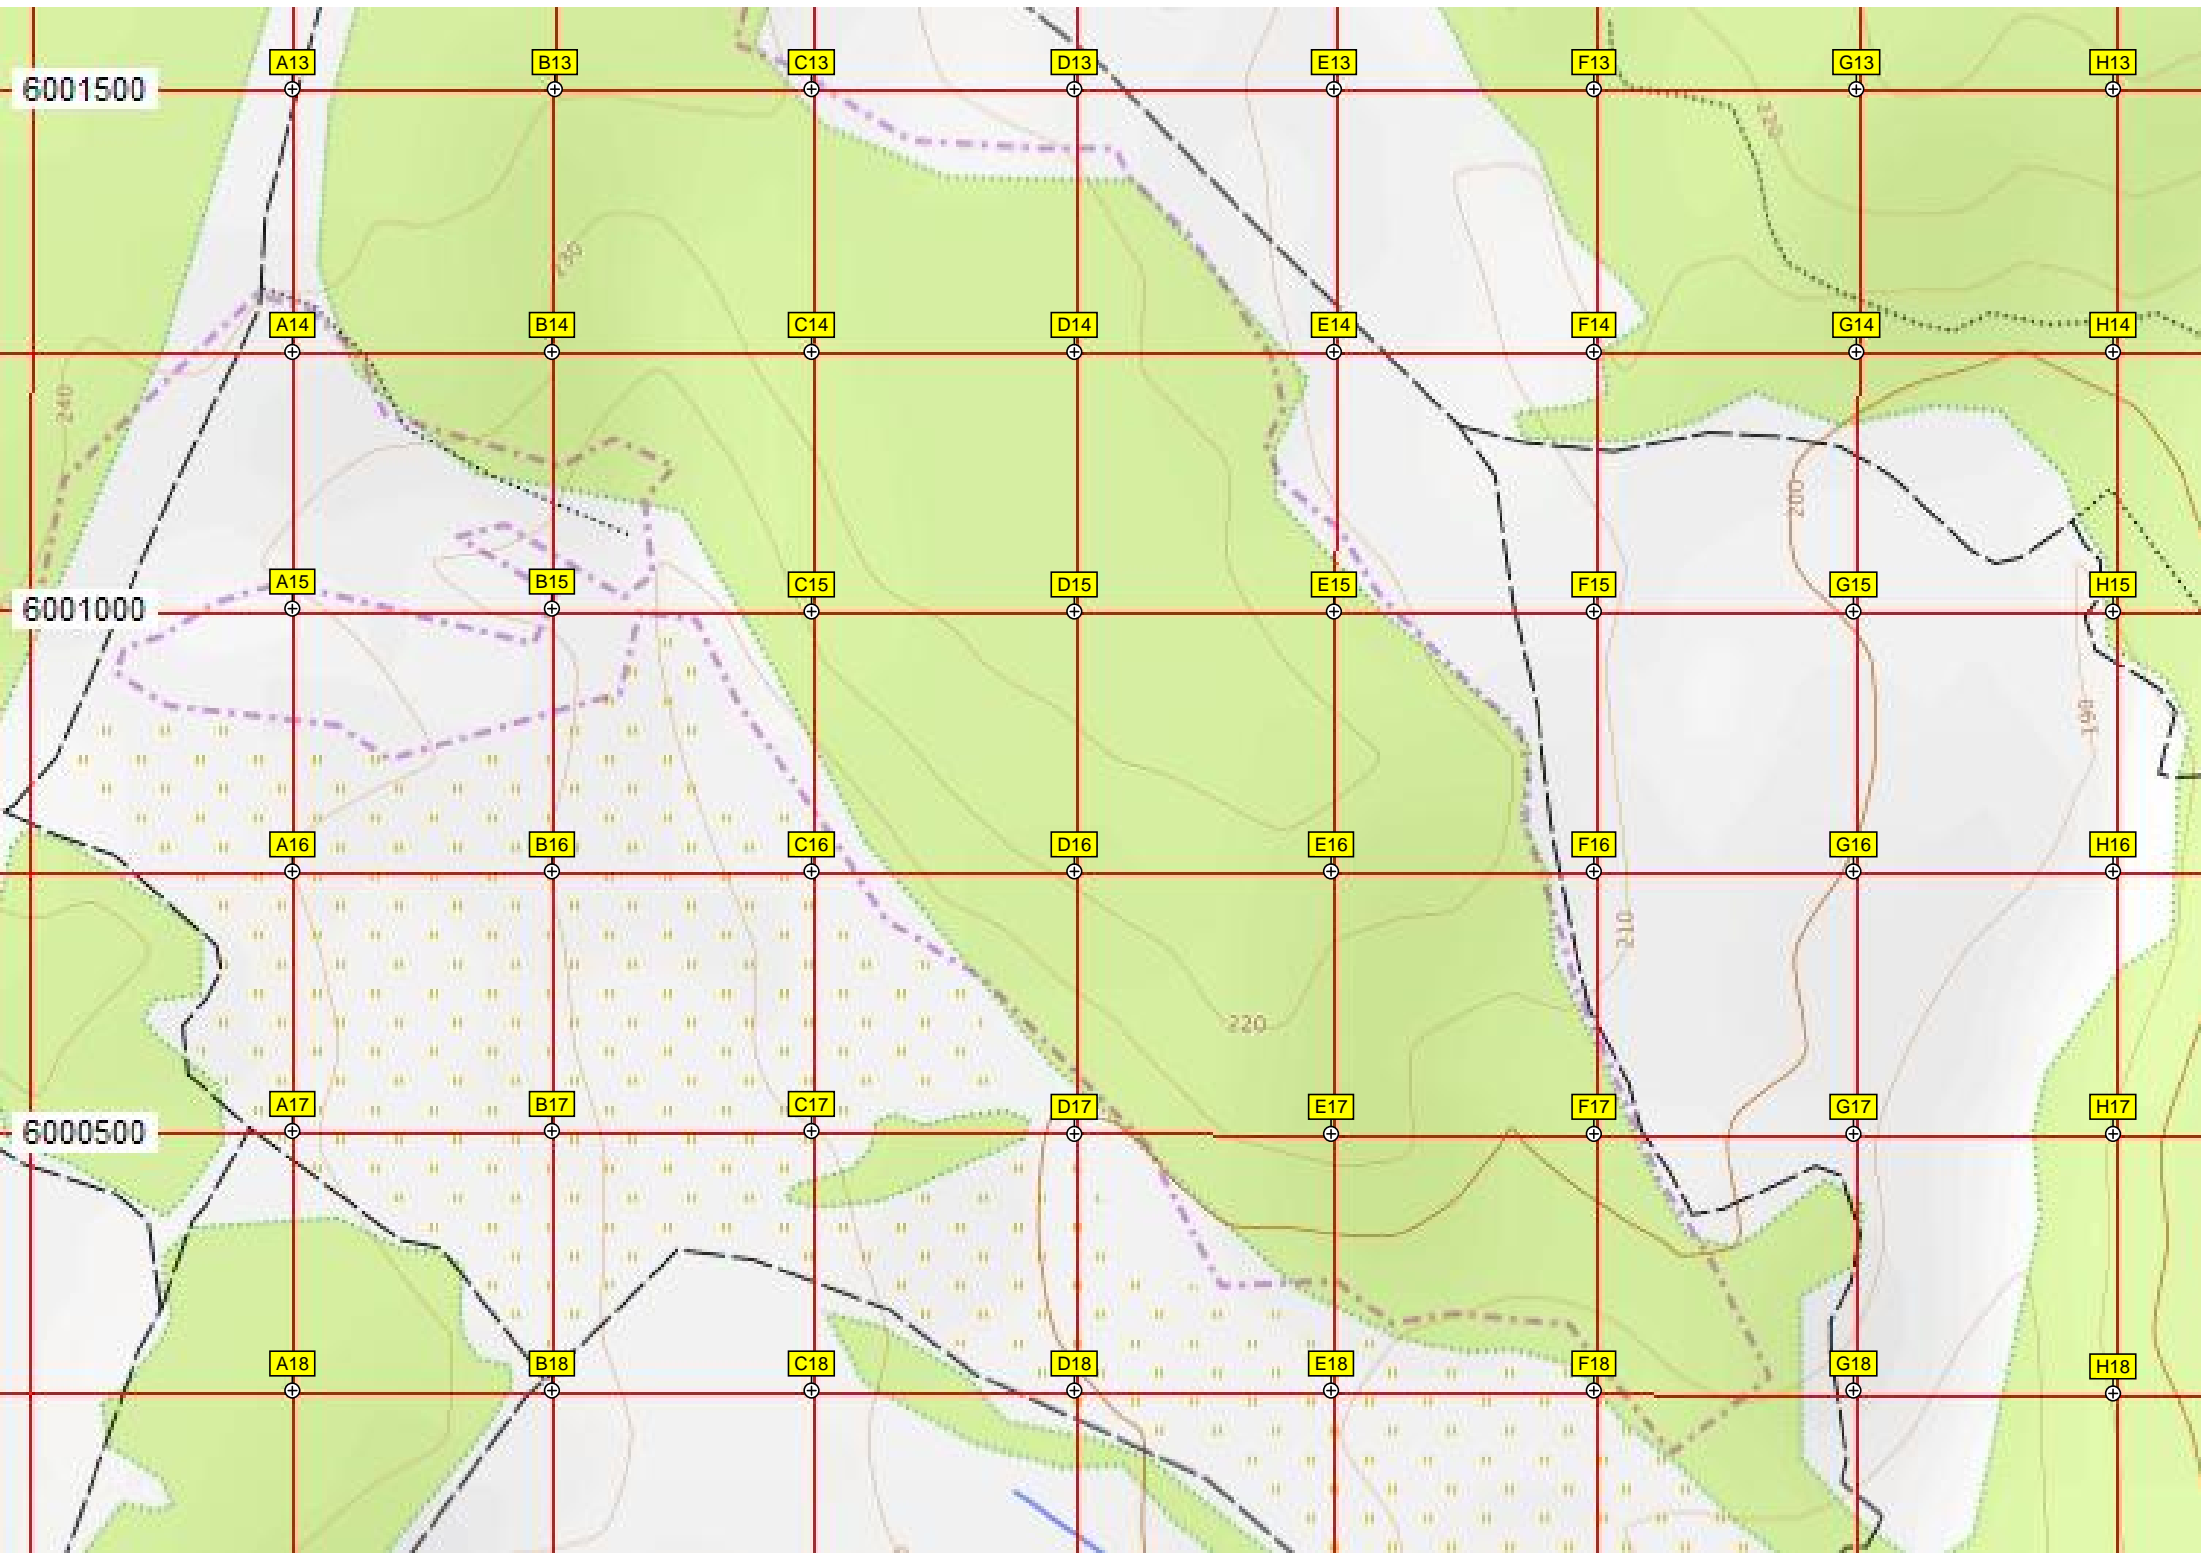 A13 B13 C13 D13 E13 F13 G13 H13
6001500
220
230
A14 B14 C14 D14 E14 F14 G14 H14
240
200
A15 B15 C15 D15 E15 F15 G15 H15
6001000
190
A16 B16 C16 D16 E16 F16 G16 H16
210
220
A17 B17 C17 D17 E17 F17 G17 H17
6000500
A18 B18 C18 D18 E18 F18 G18 H18